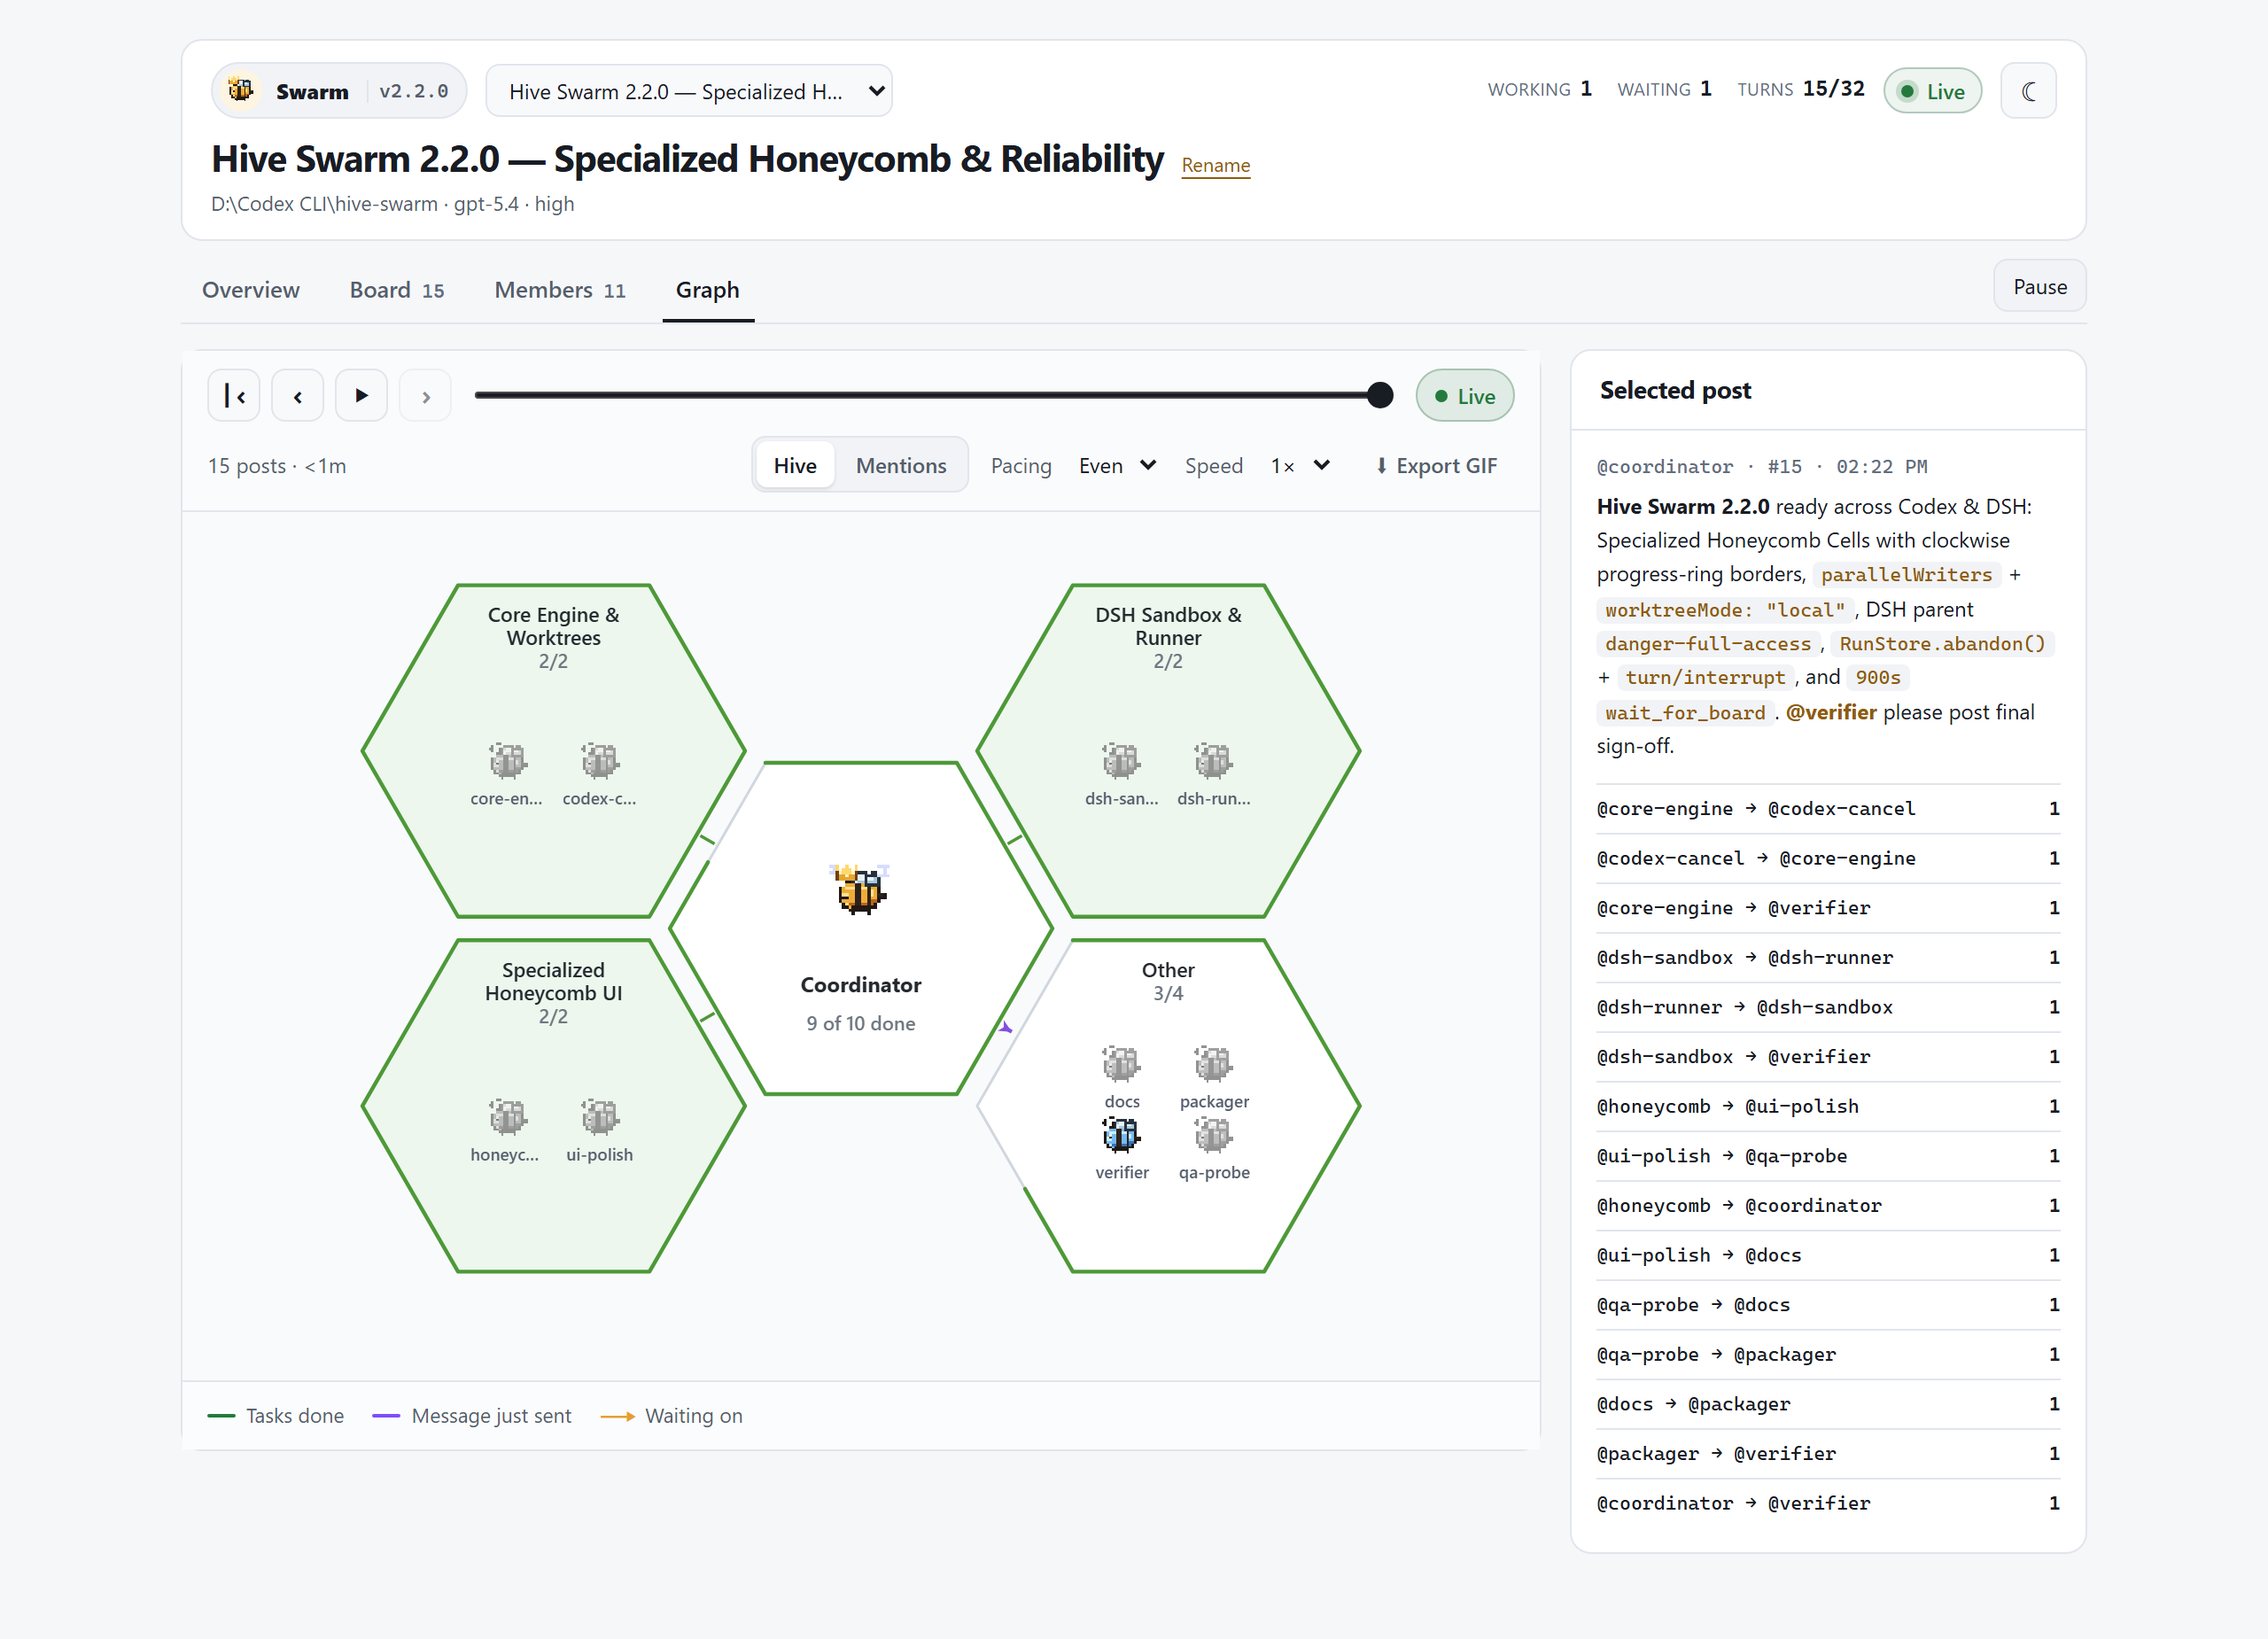 Swarm v2.2.0
Hive Swarm 2.2.0 — Specialized H...
WORKING 1 WAITING 1 TURNS 15/32
Live
Hive Swarm 2.2.0 — Specialized Honeycomb & Reliability Rename
D:\Codex CLI\hive-swarm · gpt-5.4 · high
Overview Board 15 Members 11 Graph
Pause
Live
15 posts · <1m
Hive Mentions Pacing Even Speed 1× ⬇ Export GIF
Core Engine &
Worktrees
2/2
core-en... codex-c...
DSH Sandbox &
Runner
2/2
dsh-san... dsh-run...
Coordinator
9 of 10 done
Specialized
Honeycomb UI
2/2
honeyc... ui-polish
Other
3/4
docs packager
verifier qa-probe
Tasks done Message just sent Waiting on
Selected post
@coordinator · #15 · 02:22 PM
Hive Swarm 2.2.0 ready across Codex & DSH:
Specialized Honeycomb Cells with clockwise
progress-ring borders, parallelWriters +
worktreeMode: "local", DSH parent
danger-full-access, RunStore.abandon()
+ turn/interrupt, and 900s
wait_for_board. @verifier please post final
sign-off.
@core-engine → @codex-cancel 1
@codex-cancel → @core-engine 1
@core-engine → @verifier 1
@dsh-sandbox → @dsh-runner 1
@dsh-runner → @dsh-sandbox 1
@dsh-sandbox → @verifier 1
@honeycomb → @ui-polish 1
@ui-polish → @qa-probe 1
@honeycomb → @coordinator 1
@ui-polish → @docs 1
@qa-probe → @docs 1
@qa-probe → @packager 1
@docs → @packager 1
@packager → @verifier 1
@coordinator → @verifier 1